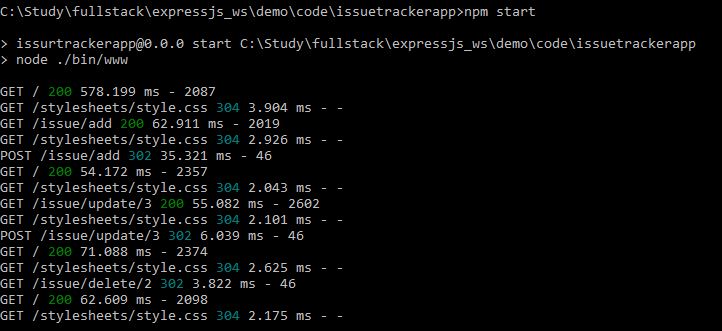 C:\Study\fullstack\expressjs_ws\demo\code\issuetrackerapp>npm start
> issurtrackerapp@0.0.0 start C:\Study\fullstack\expressjs_ws\demo\code\issuetrackerapp
> node ./bin/www
GET / 200 578.199 ms - 2087
GET /stylesheets/style.css 304 3.904 ms - -
GET /issue/add 200 62.911 ms - 2019
GET /stylesheets/style.css 304 2.926 ms - -
POST /issue/add 302 35.321 ms - 46
GET / 200 54.172 ms - 2357
GET /stylesheets/style.css 304 2.043 ms - -
GET /issue/update/3 200 55.082 ms - 2602
GET /stylesheets/style.css 304 2.101 ms - -
POST /issue/update/3 302 6.039 ms - 46
GET / 200 71.088 ms - 2374
GET /stylesheets/style.css 304 2.625 ms - -
GET /issue/delete/2 302 3.822 ms - 46
GET / 200 62.609 ms - 2098
GET /stylesheets/style.css 304 2.175 ms - -